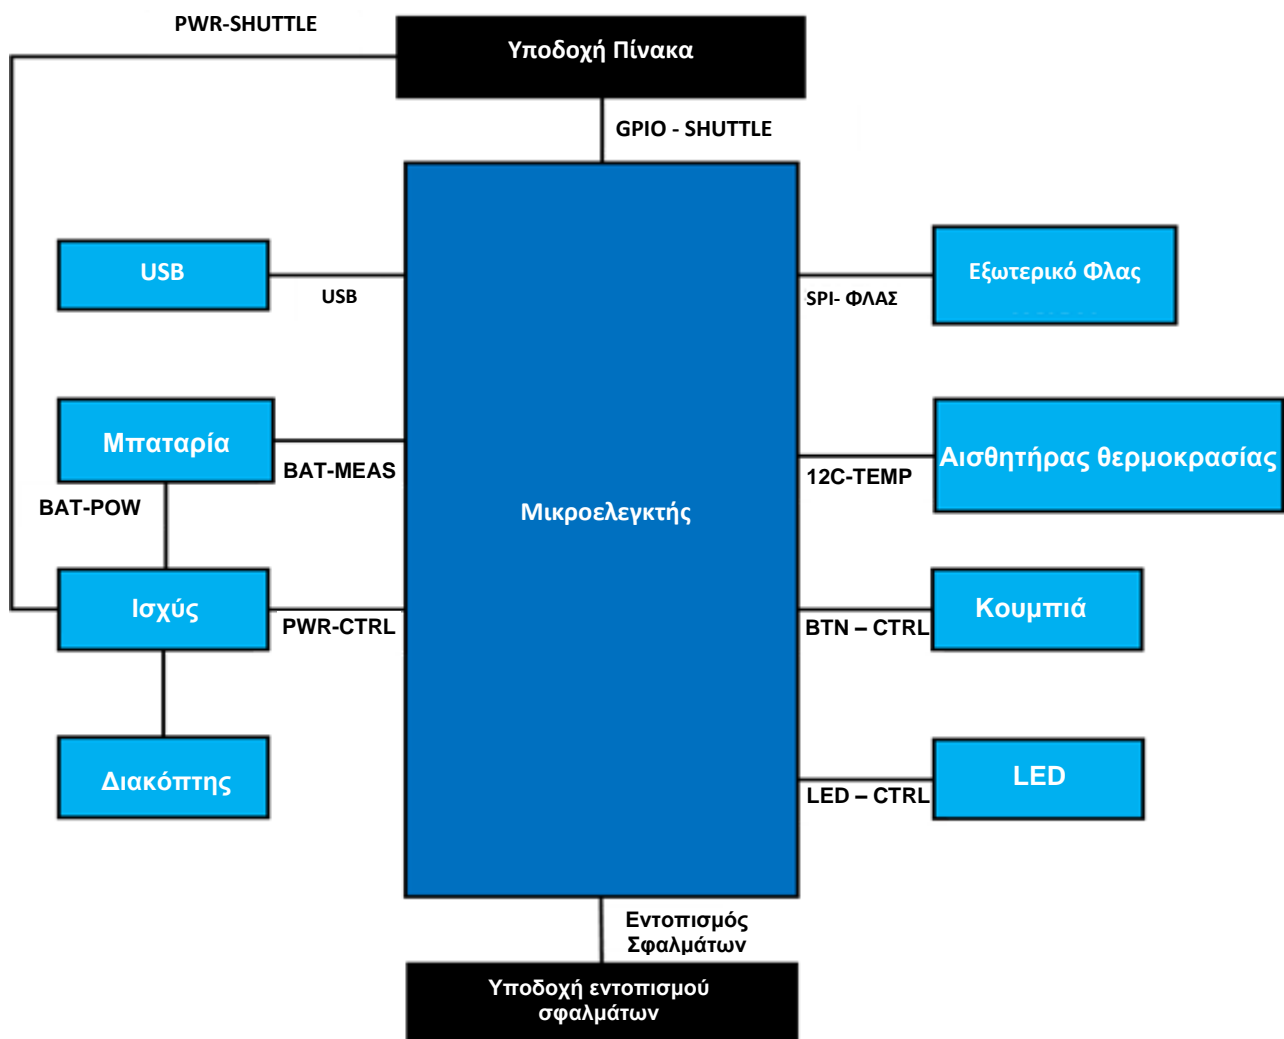 PWR-SHUTTLE
Υποδοχή Πίνακα
GPIO - SHUTTLE
USB
USB
SPI- ΦΛΑΣ
Εξωτερικό Φλας
Μπαταρία
BAT-MEAS
BAT-POW
Μικροελεγκτής
12C-TEMP
Αισθητήρας θερμοκρασίας
Ισχύς
PWR-CTRL
BTN – CTRL
Κουμπιά
Διακόπτης
LED – CTRL
LED
Εντοπισμός
Σφαλμάτων
Υποδοχή εντοπισμού
σφαλμάτων